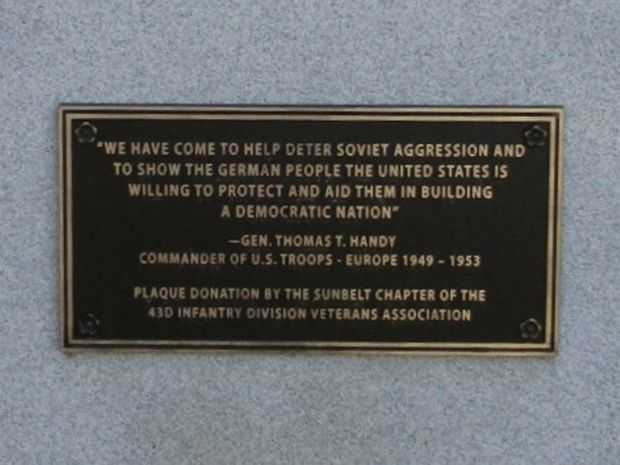 "WE HAVE COME TO HELP DETER SOVIET AGGRESSION AND
TO SHOW THE GERMAN PEOPLE THE UNITED STATES IS
WILLING TO PROTECT AND AID THEM IN BUILDING
A DEMOCRATIC NATION"
—GEN. THOMAS T. HANDY
COMMANDER OF U.S. TROOPS - EUROPE 1949 - 1953
PLAQUE DONATION BY THE SUNBELT CHAPTER OF THE
43D INFANTRY DIVISION VETERANS ASSOCIATION